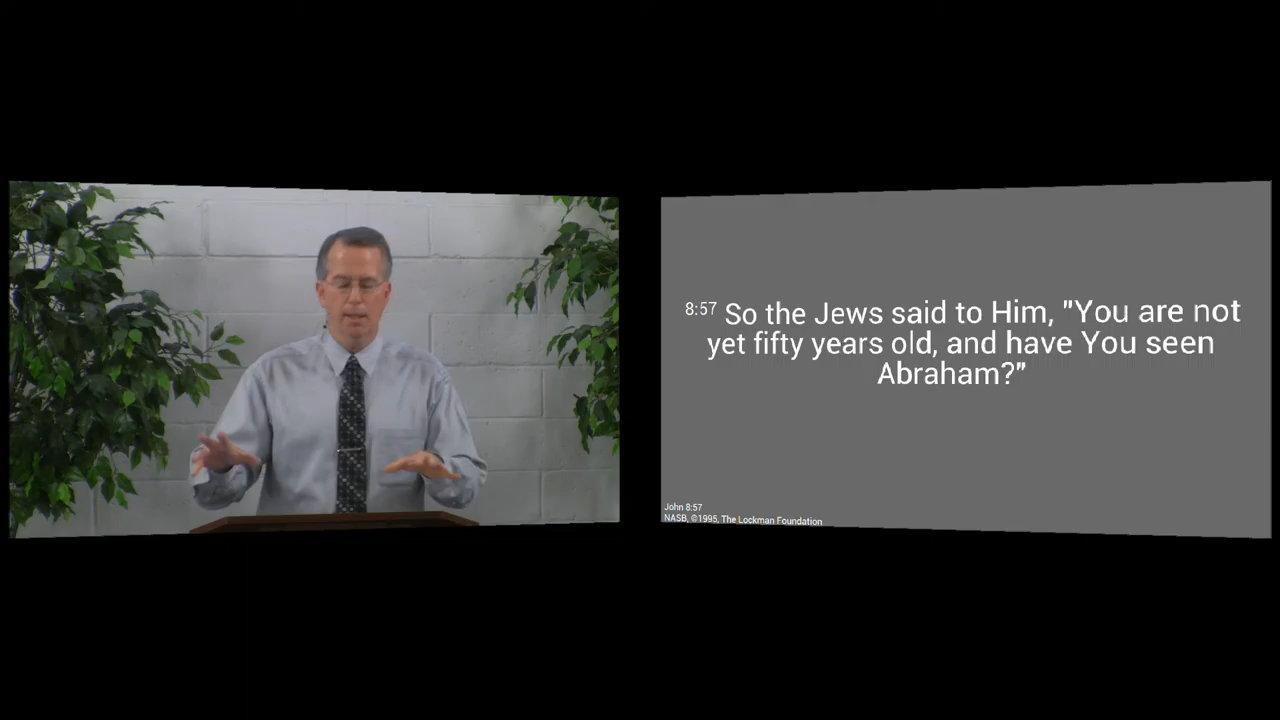 8:57 So the Jews said to Him, "You are not
yet fifty years old, and have You seen
Abraham?"
John 8:57
NASB, ©1995, The Lockman Foundation